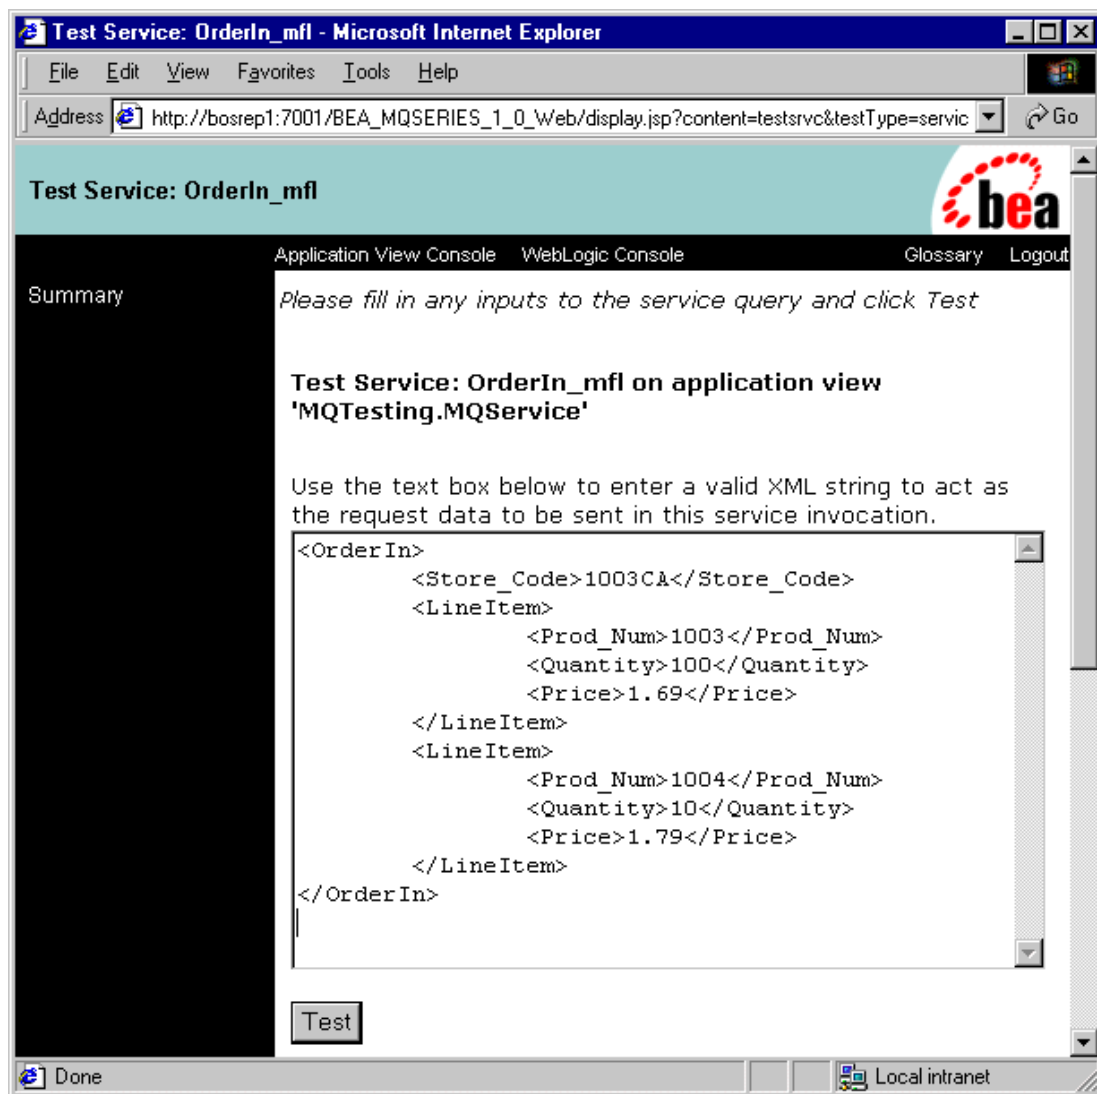 Test Service: OrderIn_mfl - Microsoft Internet Explorer
File Edit View Favorites Tools Help
Address http://bosrep1:7001/BEA_MQSERIES_1_0_Web/display.jsp?content=testsrvc&testType=servic Go
Test Service: OrderIn_mfl
bea
Application View Console WebLogic Console Glossary Logout
Summary
Please fill in any inputs to the service query and click Test
Test Service: OrderIn_mfl on application view
'MQTesting.MQService'
Use the text box below to enter a valid XML string to act as
the request data to be sent in this service invocation.
<OrderIn>
<Store_Code>1003CA</Store_Code>
<LineItem>
<Prod_Num>1003</Prod_Num>
<Quantity>100</Quantity>
<Price>1.69</Price>
</LineItem>
<LineItem>
<Prod_Num>1004</Prod_Num>
<Quantity>10</Quantity>
<Price>1.79</Price>
</LineItem>
</OrderIn>
Test
Done Local intranet